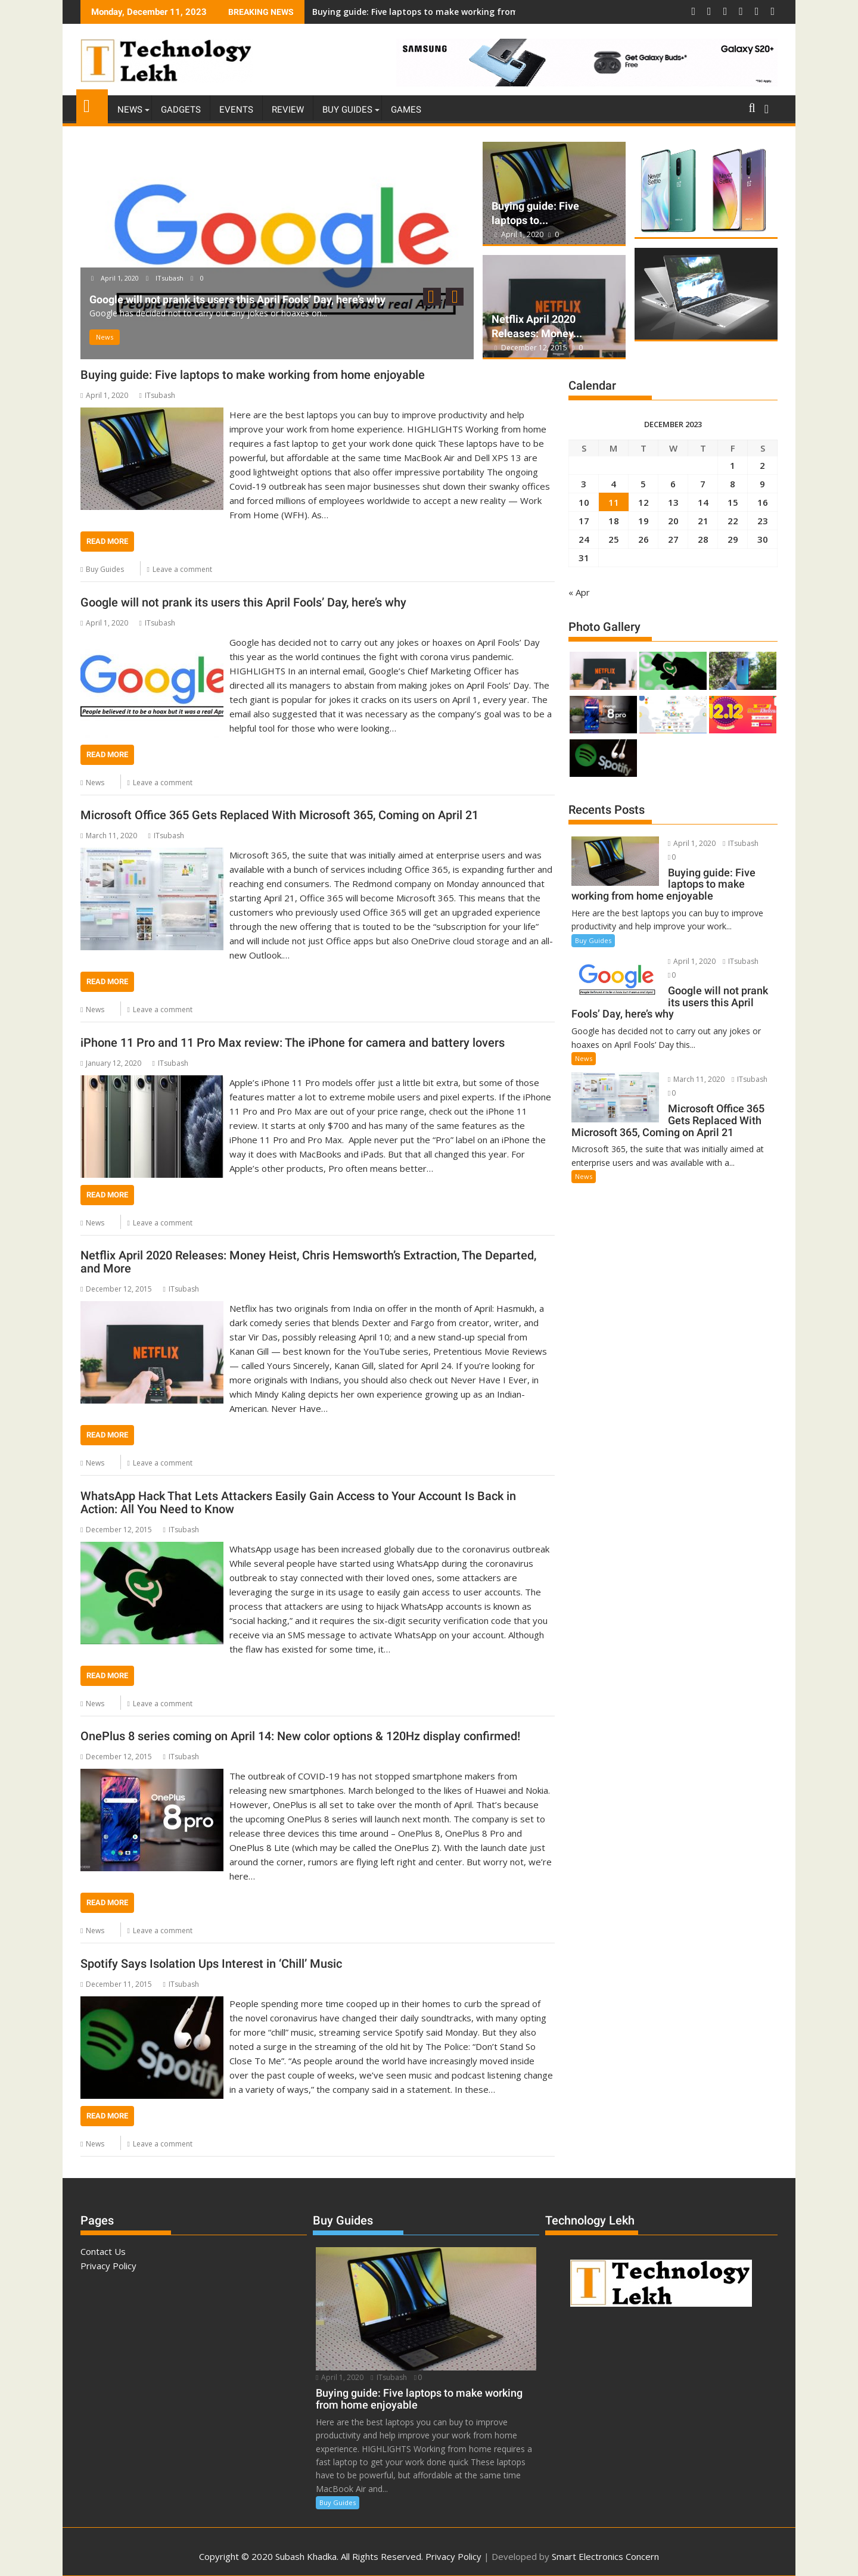 Monday, December 11, 2023
BREAKING NEWS
Buying guide: Five laptops to make working from
Technology
Lekh
SAMSUNG
Get Galaxy Buds+*
Free
Galaxy S20+
NEWS
GADGETS
EVENTS
REVIEW
BUY GUIDES
GAMES
Google
People believed it to be a hoax but it was a real April
April 1, 2020 ITsubash 0
Google will not prank its users this April Fools’ Day, here’s why
Google has decided not to carry out any jokes or hoaxes on...
News
Buying guide: Five
laptops to...
April 1, 2020 0
NETFLIX
Netflix April 2020
Releases: Money...
December 12, 2015 0
Buying guide: Five laptops to make working from home enjoyable
April 1, 2020 ITsubash
Here are the best laptops you can buy to improve productivity and help
improve your work from home experience. HIGHLIGHTS Working from home
requires a fast laptop to get your work done quick These laptops have to be
powerful, but affordable at the same time MacBook Air and Dell XPS 13 are
good lightweight options that also offer impressive portability The ongoing
Covid-19 outbreak has seen major businesses shut down their swanky offices
and forced millions of employees worldwide to accept a new reality — Work
From Home (WFH). As…
READ MORE
Buy Guides Leave a comment
Google will not prank its users this April Fools’ Day, here’s why
April 1, 2020 ITsubash
Google
People believed it to be a hoax but it was a real Apri
Google has decided not to carry out any jokes or hoaxes on April Fools’ Day
this year as the world continues the fight with corona virus pandemic.
HIGHLIGHTS In an internal email, Google’s Chief Marketing Officer has
directed all its managers to abstain from making jokes on April Fools’ Day. The
tech giant is popular for jokes it cracks on its users on April 1, every year. The
email also suggested that it was necessary as the company’s goal was to be a
helpful tool for those who were looking…
READ MORE
News Leave a comment
Microsoft Office 365 Gets Replaced With Microsoft 365, Coming on April 21
March 11, 2020 ITsubash
Microsoft 365, the suite that was initially aimed at enterprise users and was
available with a bunch of services including Office 365, is expanding further and
reaching end consumers. The Redmond company on Monday announced that
starting April 21, Office 365 will become Microsoft 365. This means that the
customers who previously used Office 365 will get an upgraded experience
through the new offering that is touted to be the “subscription for your life”
and will include not just Office apps but also OneDrive cloud storage and an all-
new Outlook.…
READ MORE
News Leave a comment
iPhone 11 Pro and 11 Pro Max review: The iPhone for camera and battery lovers
January 12, 2020 ITsubash
Apple’s iPhone 11 Pro models offer just a little bit extra, but some of those
features matter a lot to extreme mobile users and pixel experts. If the iPhone
11 Pro and Pro Max are out of your price range, check out the iPhone 11
review. It starts at only $700 and has many of the same features as the
iPhone 11 Pro and Pro Max. Apple never put the “Pro” label on an iPhone the
way it does with MacBooks and iPads. But that all changed this year. For
Apple’s other products, Pro often means better…
READ MORE
News Leave a comment
Netflix April 2020 Releases: Money Heist, Chris Hemsworth’s Extraction, The Departed,
and More
December 12, 2015 ITsubash
NETFLIX
Netflix has two originals from India on offer in the month of April: Hasmukh, a
dark comedy series that blends Dexter and Fargo from creator, writer, and
star Vir Das, possibly releasing April 10; and a new stand-up special from
Kanan Gill — best known for the YouTube series, Pretentious Movie Reviews
— called Yours Sincerely, Kanan Gill, slated for April 24. If you’re looking for
more originals with Indians, you should also check out Never Have I Ever, in
which Mindy Kaling depicts her own experience growing up as an Indian-
American. Never Have…
READ MORE
News Leave a comment
WhatsApp Hack That Lets Attackers Easily Gain Access to Your Account Is Back in
Action: All You Need to Know
December 12, 2015 ITsubash
WhatsApp usage has been increased globally due to the coronavirus outbreak
While several people have started using WhatsApp during the coronavirus
outbreak to stay connected with their loved ones, some attackers are
leveraging the surge in its usage to easily gain access to user accounts. The
process that attackers are using to hijack WhatsApp accounts is known as
“social hacking,” and it requires the six-digit security verification code that you
receive via an SMS message to activate WhatsApp on your account. Although
the flaw has existed for some time, it…
READ MORE
News Leave a comment
OnePlus 8 series coming on April 14: New color options & 120Hz display confirmed!
December 12, 2015 ITsubash
OnePlus
8 pro
The outbreak of COVID-19 has not stopped smartphone makers from
releasing new smartphones. March belonged to the likes of Huawei and Nokia.
However, OnePlus is all set to take over the month of April. That’s because
the upcoming OnePlus 8 series will launch next month. The company is set to
release three devices this time around – OnePlus 8, OnePlus 8 Pro and
OnePlus 8 Lite (which may be called the OnePlus Z). With the launch date just
around the corner, rumors are flying left right and center. But worry not, we’re
here…
READ MORE
News Leave a comment
Spotify Says Isolation Ups Interest in ‘Chill’ Music
December 11, 2015 ITsubash
Spotify
People spending more time cooped up in their homes to curb the spread of
the novel coronavirus have changed their daily soundtracks, with many opting
for more “chill” music, streaming service Spotify said Monday. But they also
noted a surge in the streaming of the old hit by The Police: “Don’t Stand So
Close To Me”. “As people around the world have increasingly moved inside
over the past couple of weeks, we’ve seen music and podcast listening change
in a variety of ways,” the company said in a statement. In these…
READ MORE
News Leave a comment
Calendar
DECEMBER 2023
S M T W T F S
1 2
3 4 5 6 7 8 9
10 11 12 13 14 15 16
17 18 19 20 21 22 23
24 25 26 27 28 29 30
31
« Apr
Photo Gallery
NETFLIX
8 pro
12.12
Spotify
Recents Posts
April 1, 2020 ITsubash
0
Buying guide: Five
laptops to make
working from home enjoyable
Here are the best laptops you can buy to improve
productivity and help improve your work...
Buy Guides
Google
April 1, 2020 ITsubash
0
Google will not prank
its users this April
Fools’ Day, here’s why
Google has decided not to carry out any jokes or
hoaxes on April Fools’ Day this...
News
March 11, 2020 ITsubash
0
Microsoft Office 365
Gets Replaced With
Microsoft 365, Coming on April 21
Microsoft 365, the suite that was initially aimed at
enterprise users and was available with a...
News
Pages
Contact Us
Privacy Policy
Buy Guides
April 1, 2020 ITsubash 0
Buying guide: Five laptops to make working
from home enjoyable
Here are the best laptops you can buy to improve
productivity and help improve your work from home
experience. HIGHLIGHTS Working from home requires a
fast laptop to get your work done quick These laptops
have to be powerful, but affordable at the same time
MacBook Air and...
Buy Guides
Technology Lekh
Technology
Lekh
Copyright © 2020 Subash Khadka. All Rights Reserved. Privacy Policy | Developed by Smart Electronics Concern